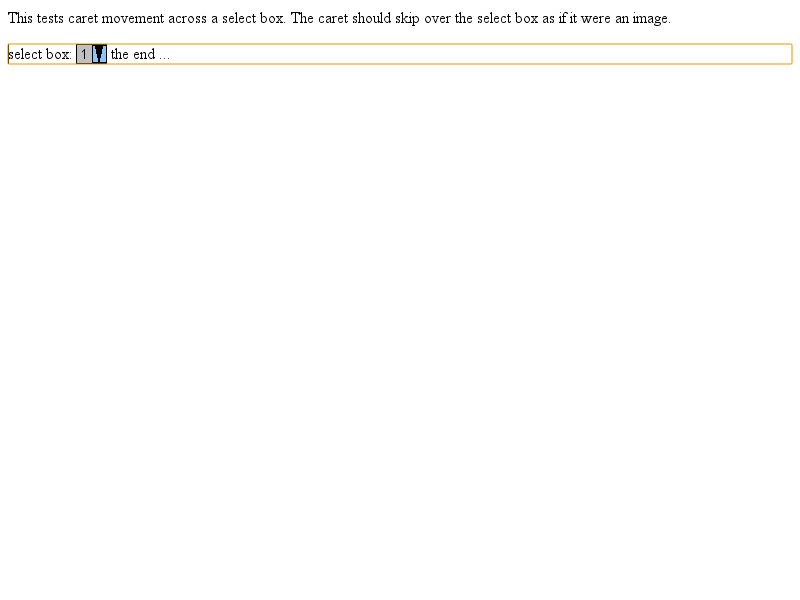 This tests caret movement across a select box. The caret should skip over the select box as if it were an image.
select box: 1 the end ...